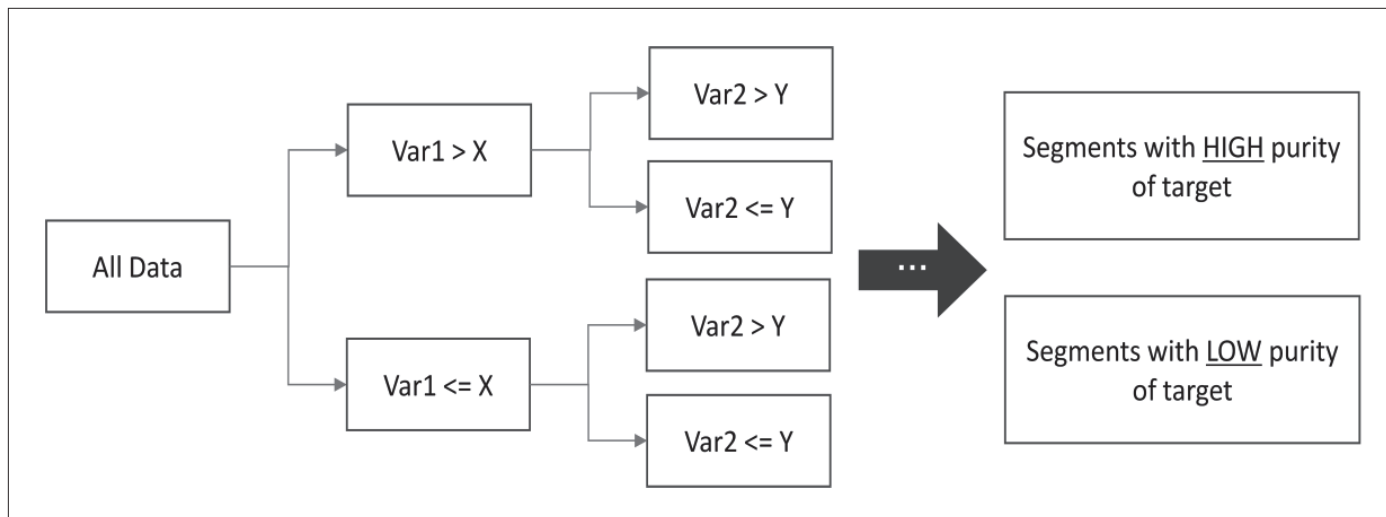 All Data
Var1 > X
Var1 <= X
Var2 > Y
Var2 <= Y
Var2 > Y
Var2 <= Y
...
Segments with HIGH purity
of target
Segments with LOW purity
of target